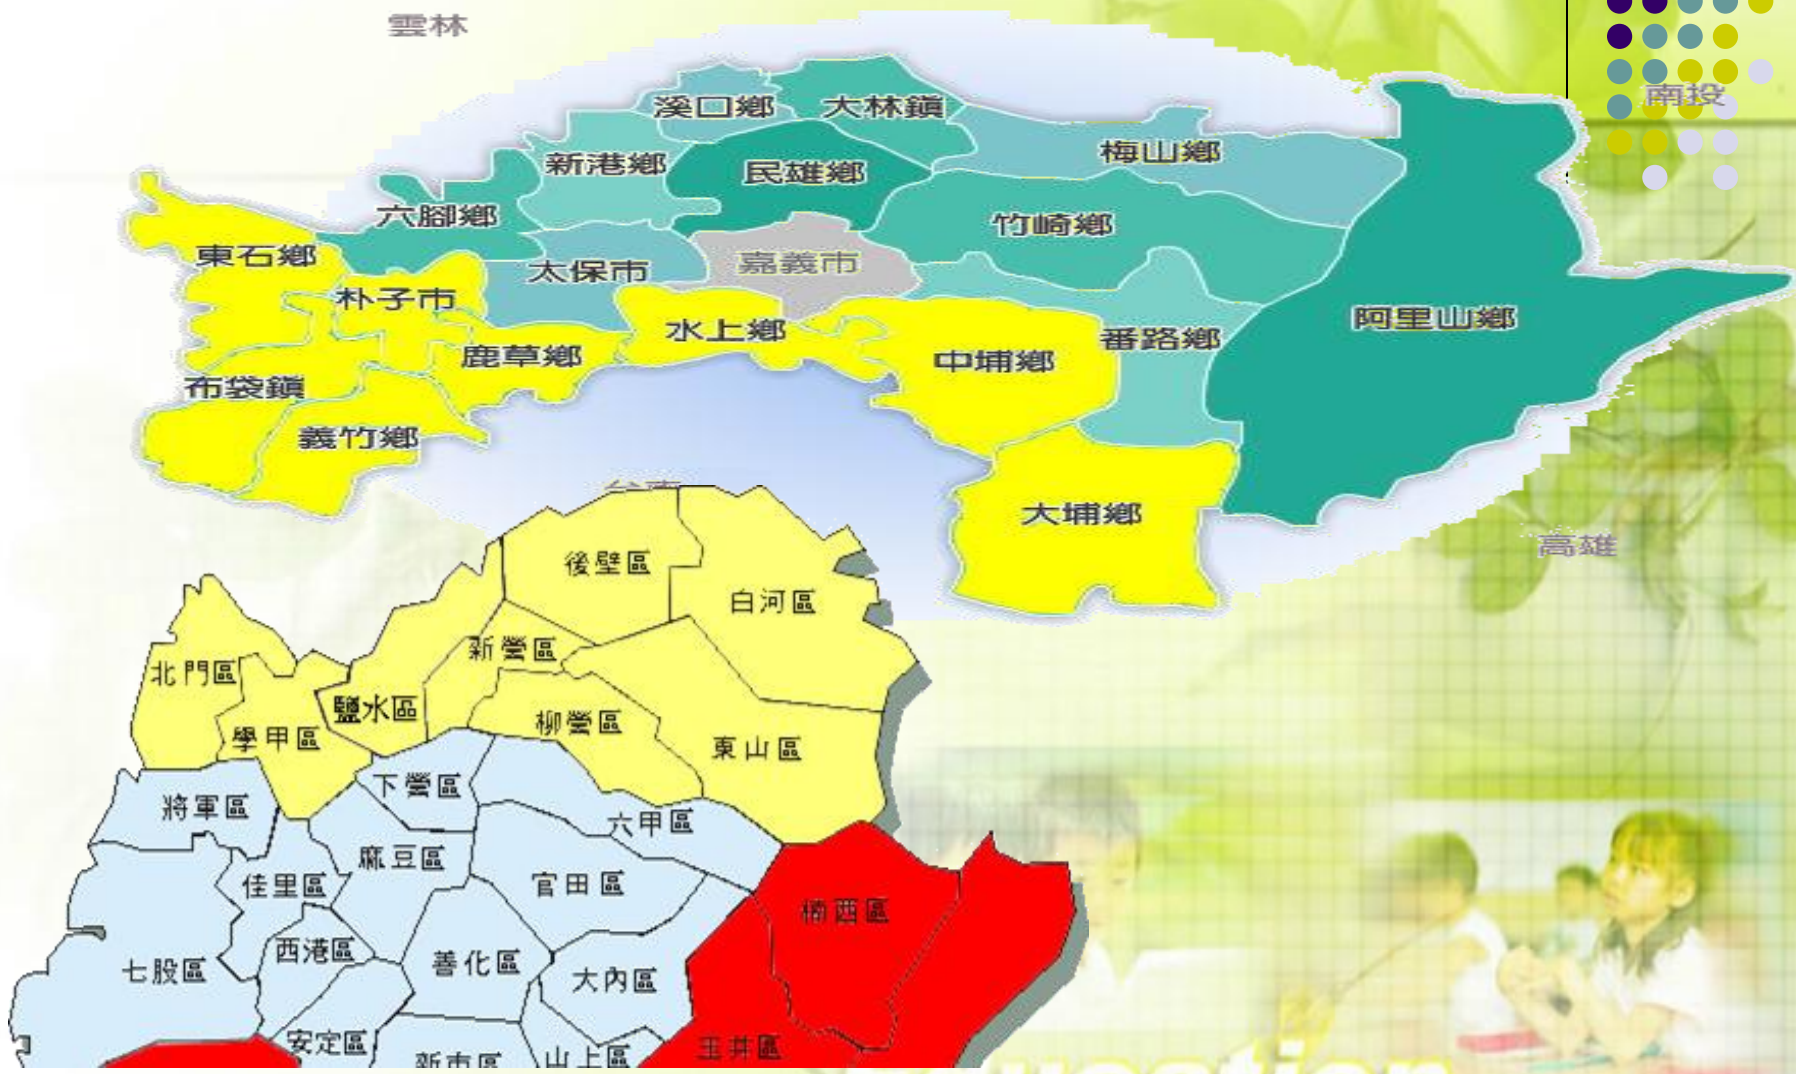 雲林
南投
溪口鄉
大林鎮
新港鄉
民雄鄉
梅山鄉
六腳鄉
竹崎鄉
東石鄉
太保市
嘉義市
朴子市
水上鄉
阿里山鄉
番路鄉
鹿草鄉
中埔鄉
布袋鎮
義竹鄉
大埔鄉
高雄
後壁區
白河區
新營區
北門區
鹽水區
柳營區
學甲區
東山區
下營區
將軍區
六甲區
麻豆區
佳里區
官田區
楠西區
西港區
善化區
七股區
大內區
安定區
玉井區
山上區
新市區